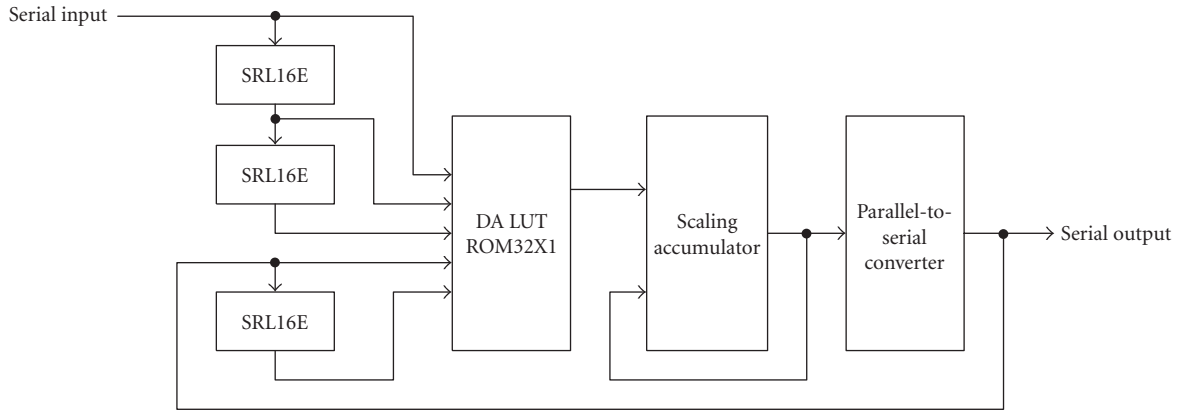 Serial input
SRL16E
SRL16E
SRL16E
DA LUT
ROM32X1
Scaling
accumulator
Parallel-to-
serial
converter
Serial output